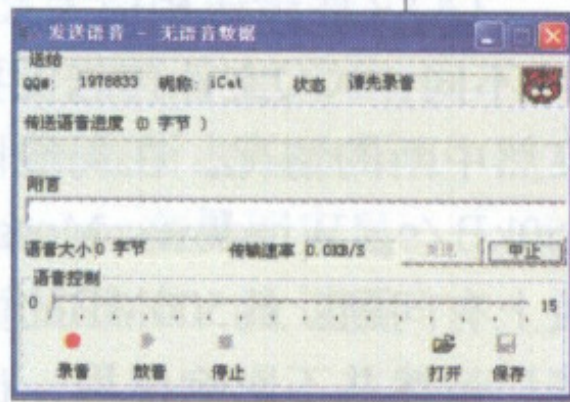 发送语音 - 无语音数据
送给
QQ#: 1978833 昵称: iCat 状态 请先录音
传送语音进度 (0 字节 )
附言
语音大小0 字节 传输速率 0.0KB/S 发送 中止
语音控制
0 15
录音 放音 停止 打开 保存